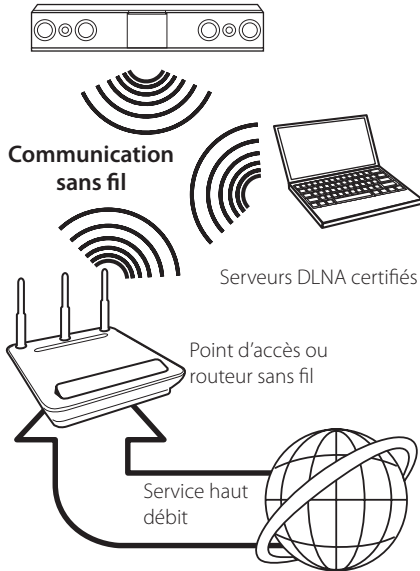 Communication
sans fil
Serveurs DLNA certifiés
Point d'accès ou
routeur sans fil
Service haut
débit